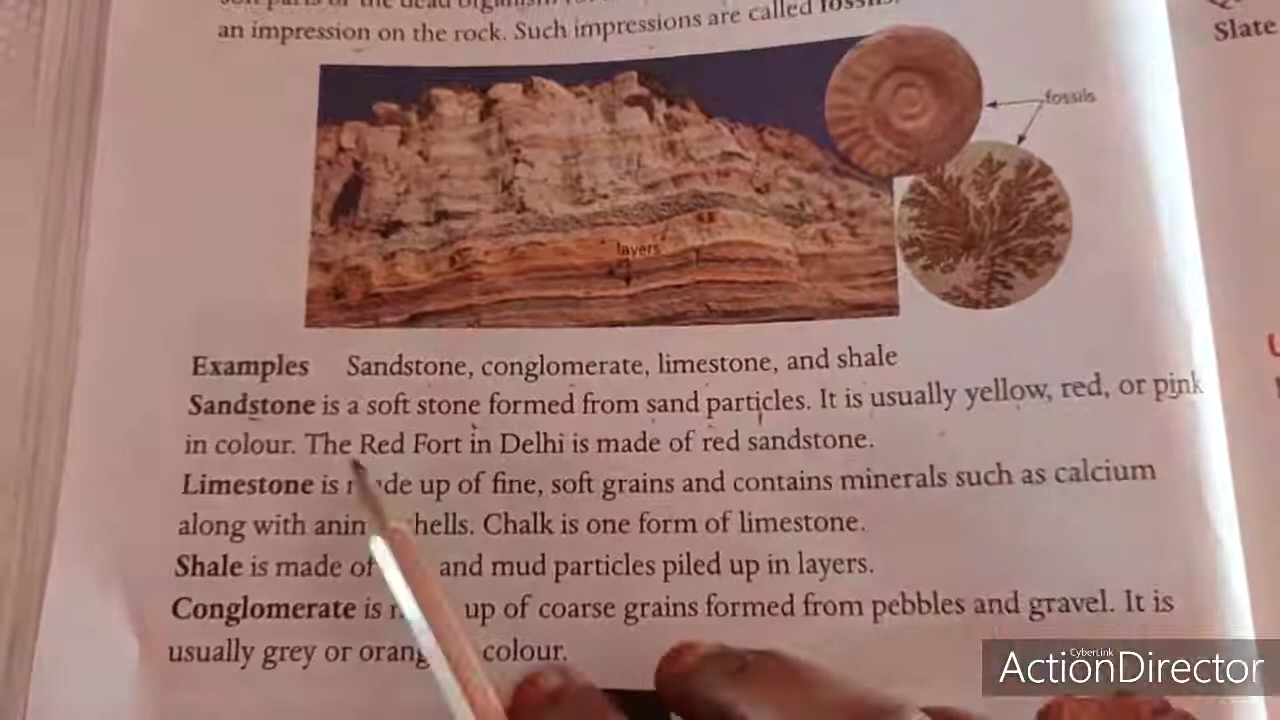 an impression on the rock. Such impressions are called fossils.
Slate
fossils
layers
Examples Sandstone, conglomerate, limestone, and shale
Sandstone is a soft stone formed from sand particles. It is usually yellow, red, or pink
in colour. The Red Fort in Delhi is made of red sandstone.
Limestone is made up of fine, soft grains and contains minerals such as calcium
along with hells. Chalk is one form of limestone.
Shale is made of and mud particles piled up in layers.
Conglomerate is up of coarse grains formed from pebbles and gravel. It is
usually grey or colour.
CyberLink
ActionDirector